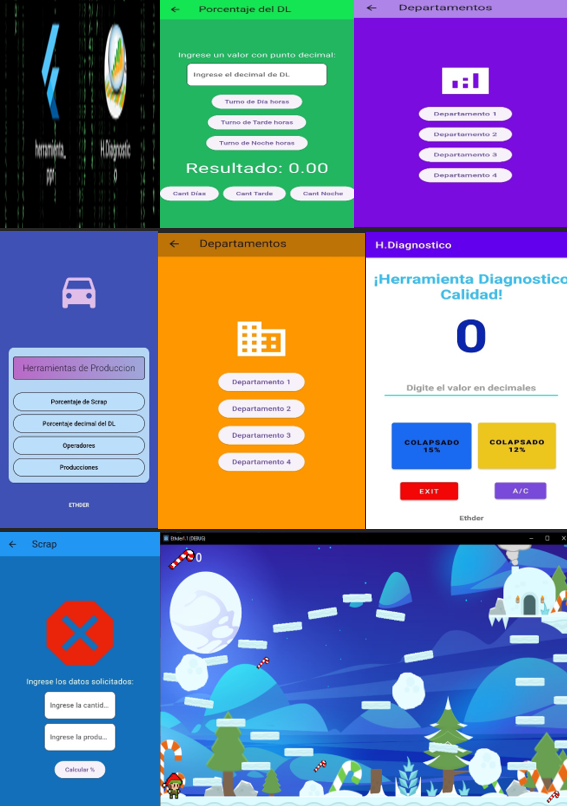 herramienta_
ppr
H.Diagnostic
o
Porcentaje del DL
Ingrese un valor con punto decimal:
Ingrese el decimal de DL
Turno de Día horas
Turno de Tarde horas
Turno de Noche horas
Resultado: 0.00
Cant Días
Cant Tarde
Cant Noche
Departamentos
Departamento 1
Departamento 2
Departamento 3
Departamento 4
Herramientas de Produccion
Porcentaje de Scrap
Porcentaje decimal del DL
Operadores
Producciones
ETHDER
Departamentos
Departamento 1
Departamento 2
Departamento 3
Departamento 4
H.Diagnostico
¡Herramienta Diagnostico
Calidad!
0
Digite el valor en decimales
COLAPSADO
15%
COLAPSADO
12%
EXIT
A/C
Ethder
Scrap
Ingrese los datos solicitados:
Ingrese la cantid...
Ingrese la produ...
Calcular %
Ethder1.1 (DEBUG)
0